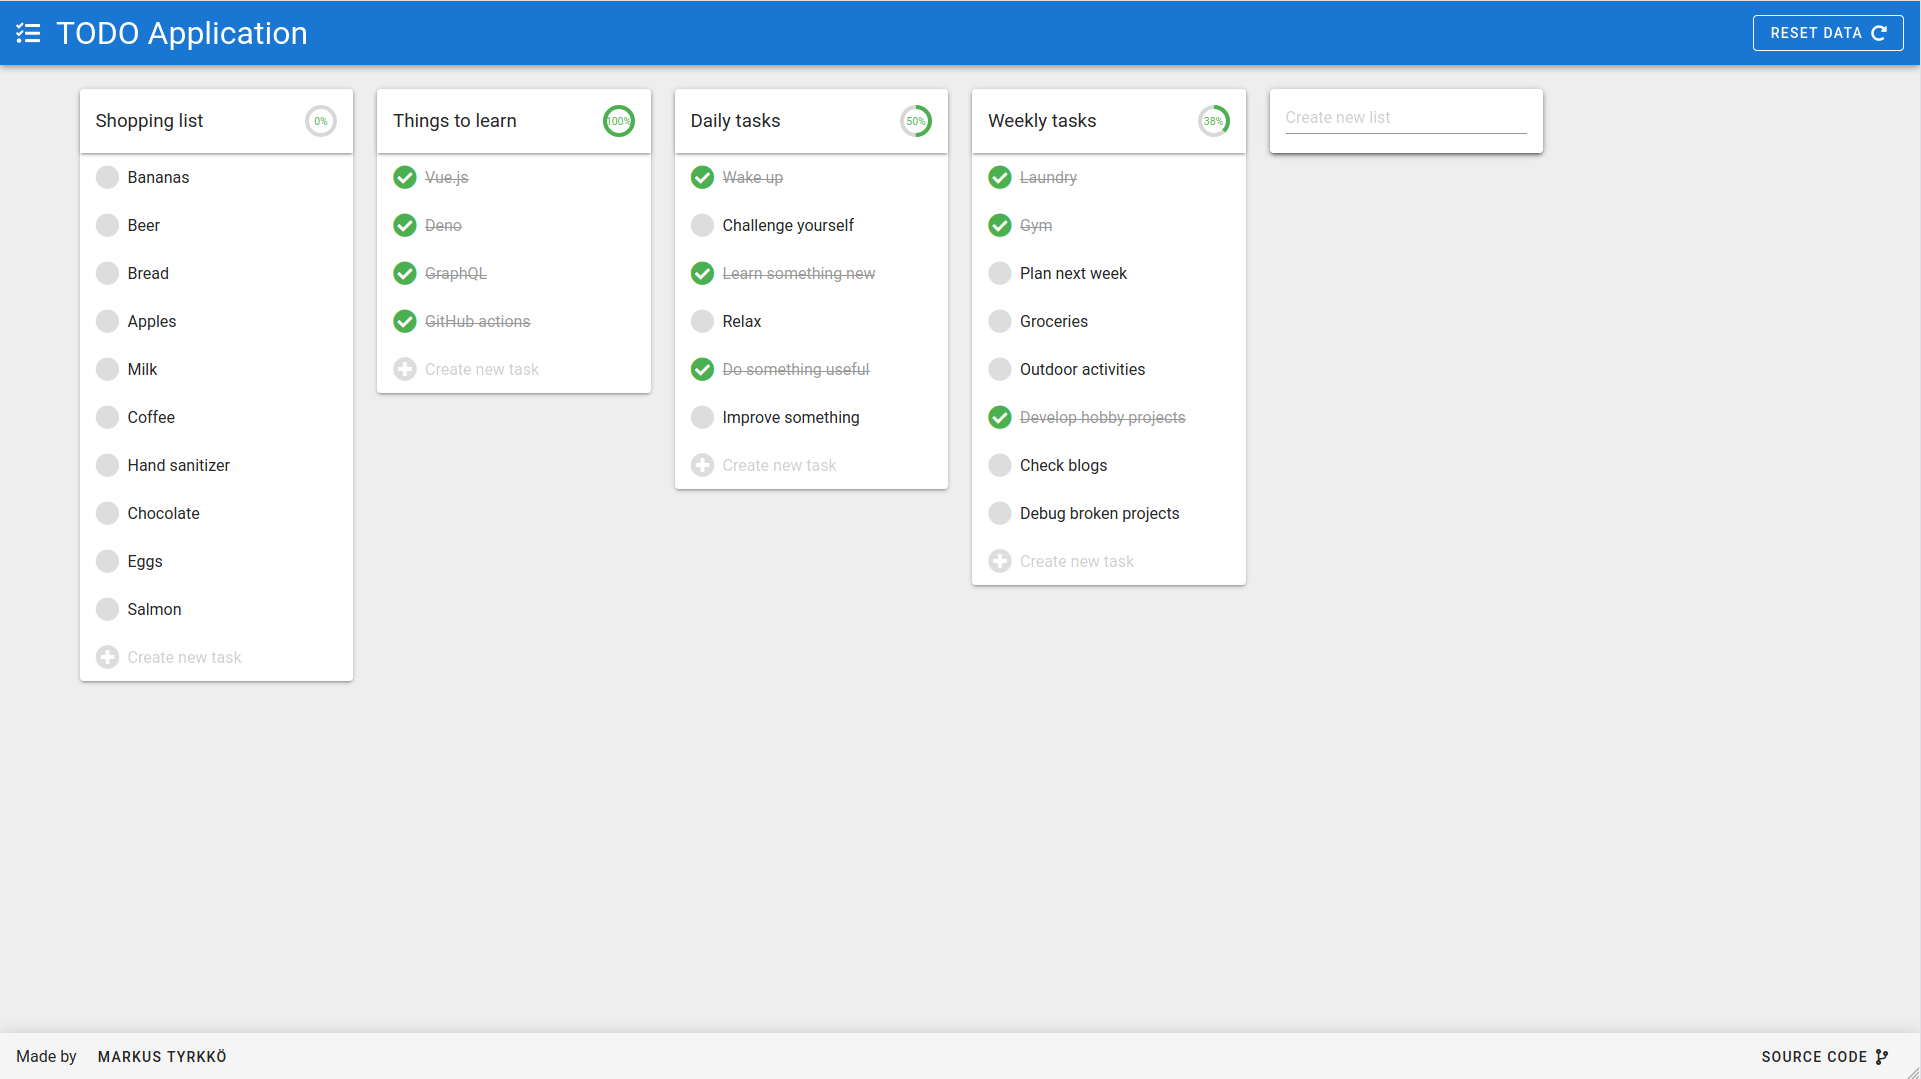 TODO Application
RESET DATA
Shopping list
0%
Bananas
Beer
Bread
Apples
Milk
Coffee
Hand sanitizer
Chocolate
Eggs
Salmon
Create new task
Things to learn
100%
Vue.js
Deno
GraphQL
GitHub actions
Create new task
Daily tasks
50%
Wake up
Challenge yourself
Learn something new
Relax
Do something useful
Improve something
Create new task
Weekly tasks
38%
Laundry
Gym
Plan next week
Groceries
Outdoor activities
Develop hobby projects
Check blogs
Debug broken projects
Create new task
Create new list
Made by MARKUS TYRKKÖ
SOURCE CODE